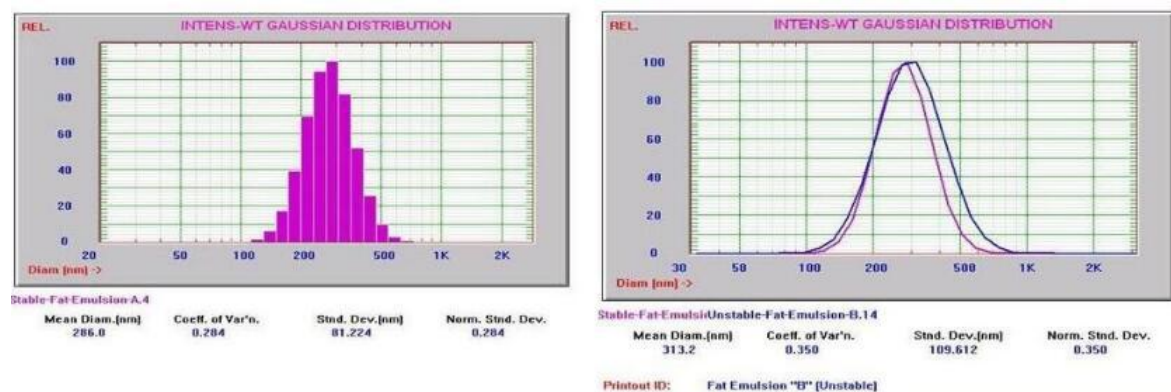 INTENS-WT GAUSSIAN DISTRIBUTION
REL.
100
80
60
40
20
0
20 50 100 200 500 1K 2K
Diam (nm) ->
Stable-Fat-Emulsion-A.4
Mean Diam.(nm) Coeff. of Var'n. Stnd. Dev.(nm) Norm. Stnd. Dev.
286.0 0.284 81.224 0.284
INTENS-WT GAUSSIAN DISTRIBUTION
REL.
100
80
60
40
20
0
30 50 100 200 500 1K 2K
Diam (nm) ->
Stable-Fat-EmulsiUnstable-Fat-Emulsion-B.14
Mean Diam.(nm) Coeff. of Var'n. Stnd. Dev.(nm) Norm. Stnd. Dev.
313.2 0.350 109.612 0.350
Printout ID: Fat Emulsion "B" (Unstable)